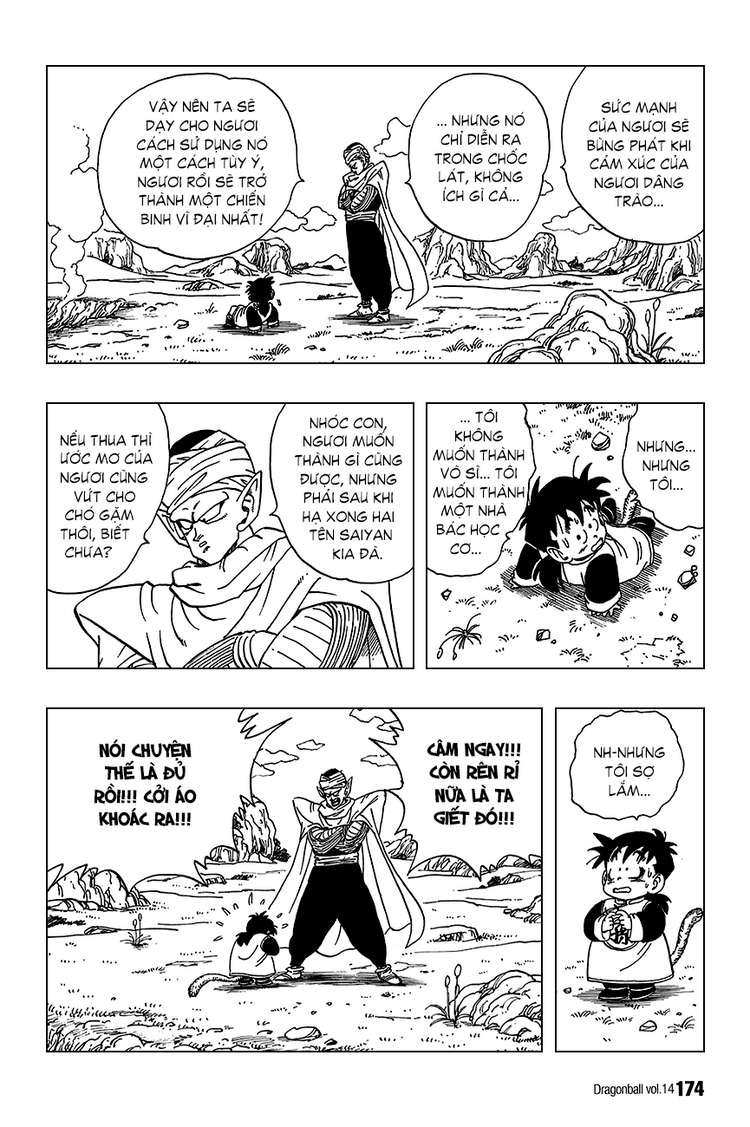 SỨC MẠNH
CỦA NGƯƠI SẼ
BÙNG PHÁT KHI
CẢM XÚC CỦA
NGƯƠI DÂNG
TRÀO...
... NHƯNG NÓ
CHỈ DIỄN RA
TRONG CHỐC
LÁT, KHÔNG
ÍCH GÌ CẢ...
VẬY NÊN TA SẼ
DẠY CHO NGƯƠI
CÁCH SỬ DỤNG NÓ
MỘT CÁCH TÙY Ý,
NGƯƠI RỒI SẼ TRỞ
THÀNH MỘT CHIẾN
BINH VĨ ĐẠI NHẤT!
NHƯNG...
NHƯNG
TÔI...
... TÔI
KHÔNG
MUỐN THÀNH
VÕ SĨ... TÔI
MUỐN THÀNH
MỘT NHÀ
BÁC HỌC
CƠ...
NHÓC CON,
NGƯƠI MUỐN
THÀNH GÌ CŨNG
ĐƯỢC, NHƯNG
PHẢI SAU KHI
HẠ XONG HAI
TÊN SAIYAN
KIA ĐÃ.
NẾU THUA THÌ
ƯỚC MƠ CỦA
NGƯƠI CŨNG
VỨT CHO
CHÓ GẶM
THÔI, BIẾT
CHƯA?
NH-NHƯNG
TÔI SỢ
LẮM...
CÂM NGAY!!!
CÒN RÊN RỈ
NỮA LÀ TA
GIẾT ĐÓ!!!
NÓI CHUYỆN
THẾ LÀ ĐỦ
RỒI!!! CỞI ÁO
KHOÁC RA!!!
Dragonball vol.14 174